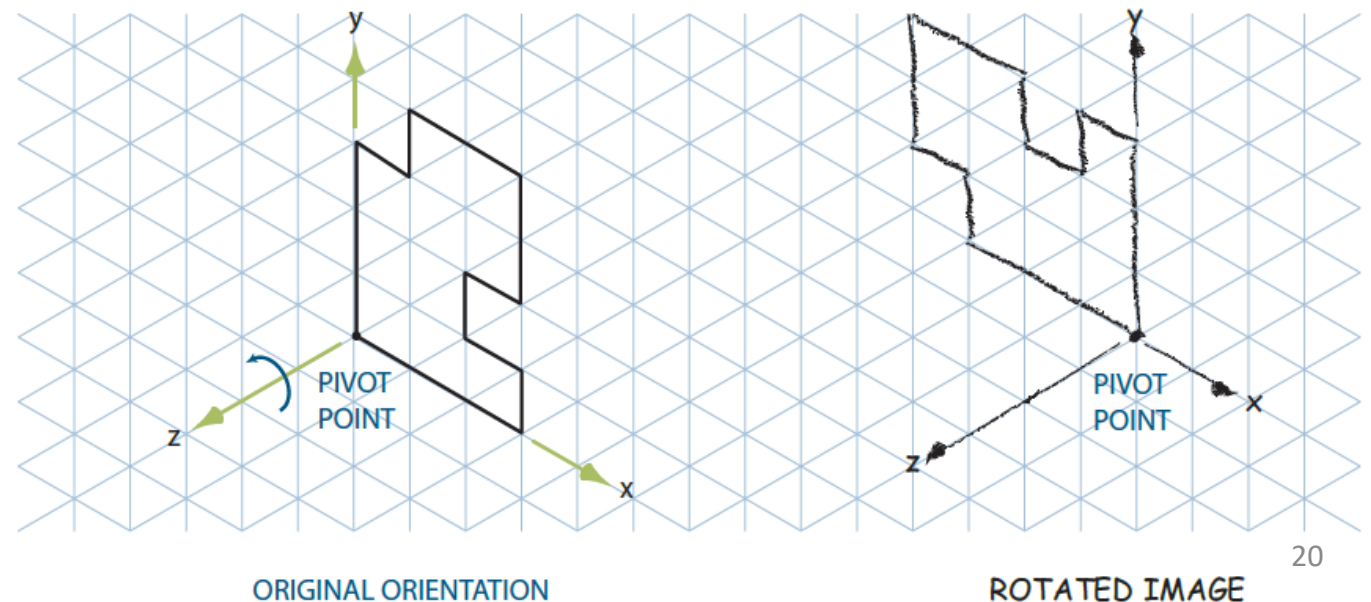 y
z
PIVOT
POINT
x
ORIGINAL ORIENTATION
Y
Z
PIVOT
POINT
X
20
ROTATED IMAGE